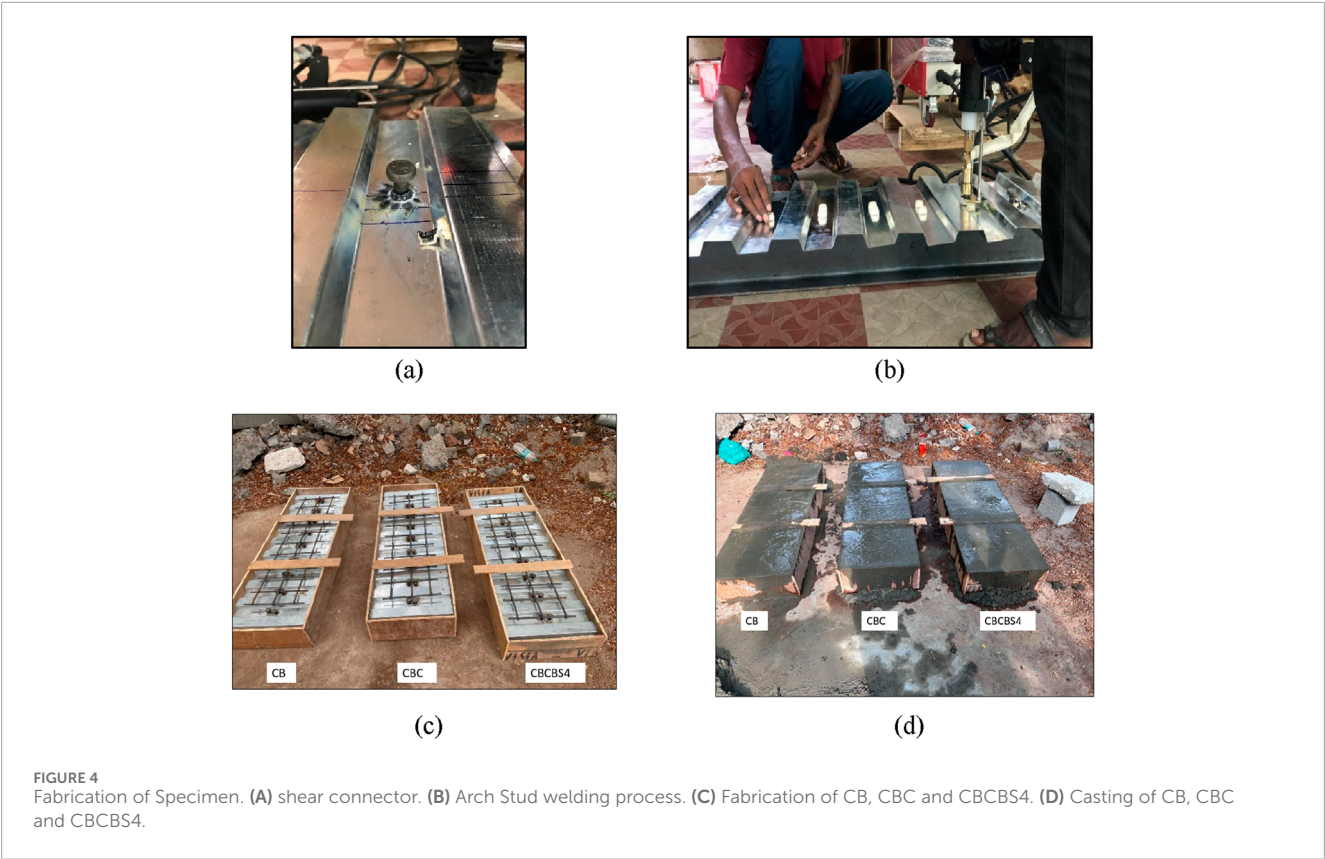 (a)
(b)
CB
CBC
CBCBS4
CB
CBC
CBCBS4
(c)
(d)
FIGURE 4
Fabrication of Specimen. (A) shear connector. (B) Arch Stud welding process. (C) Fabrication of CB, CBC and CBCBS4. (D) Casting of CB, CBC
and CBCBS4.